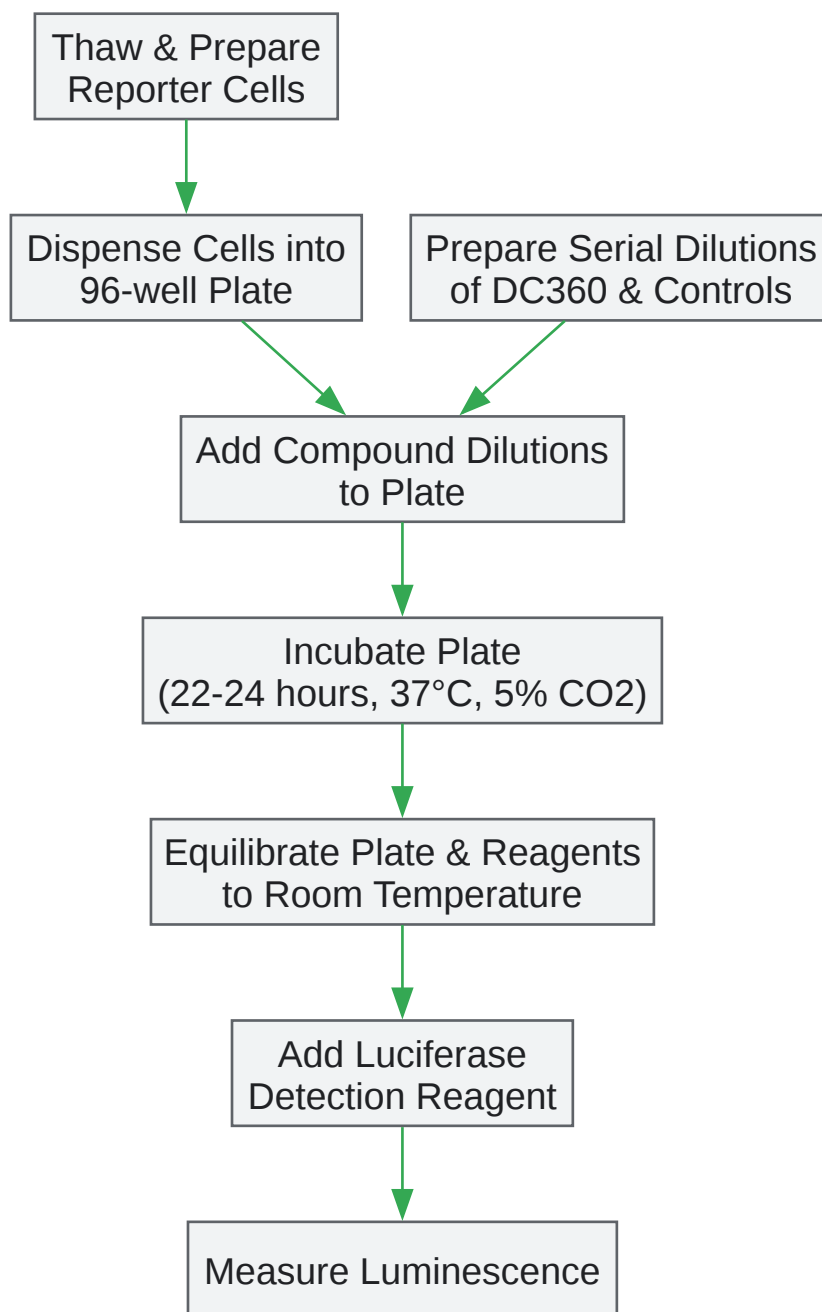 Thaw & Prepare
Reporter Cells
Dispense Cells into
96-well Plate
Prepare Serial Dilutions
of DC360 & Controls
Add Compound Dilutions
to Plate
Incubate Plate
(22-24 hours, 37°C, 5% CO2)
Equilibrate Plate & Reagents
to Room Temperature
Add Luciferase
Detection Reagent
Measure Luminescence